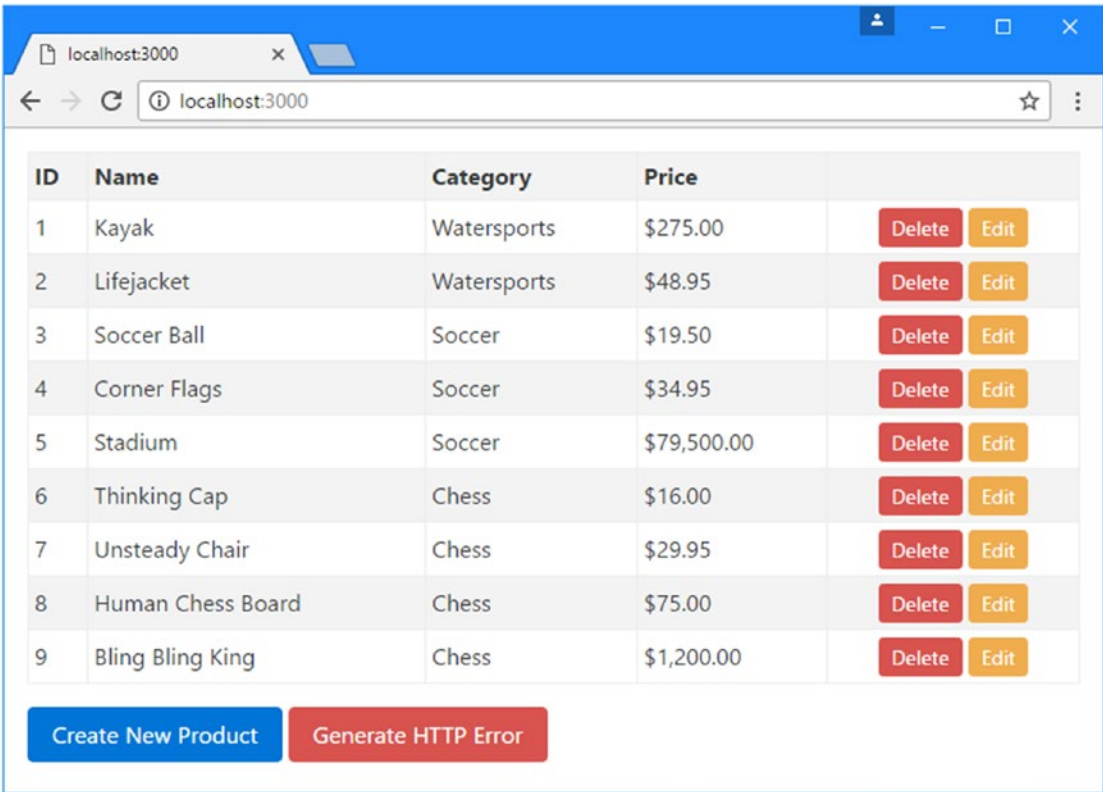 localhost:3000
localhost:3000
ID Name Category Price
1 Kayak Watersports $275.00 Delete Edit
2 Lifejacket Watersports $48.95 Delete Edit
3 Soccer Ball Soccer $19.50 Delete Edit
4 Corner Flags Soccer $34.95 Delete Edit
5 Stadium Soccer $79,500.00 Delete Edit
6 Thinking Cap Chess $16.00 Delete Edit
7 Unsteady Chair Chess $29.95 Delete Edit
8 Human Chess Board Chess $75.00 Delete Edit
9 Bling Bling King Chess $1,200.00 Delete Edit
Create New Product Generate HTTP Error